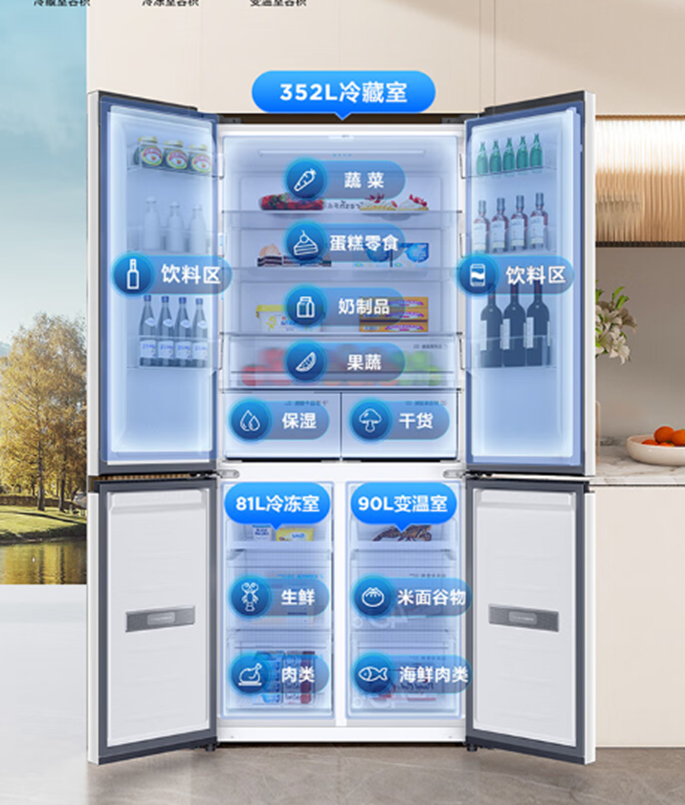 冷藏室容积
冷冻室容积
变温室容积
352L冷藏室
蔬菜
蛋糕零食
饮料区
饮料区
奶制品
果蔬
保湿
干货
81L冷冻室
90L变温室
生鲜
米面谷物
肉类
海鲜肉类